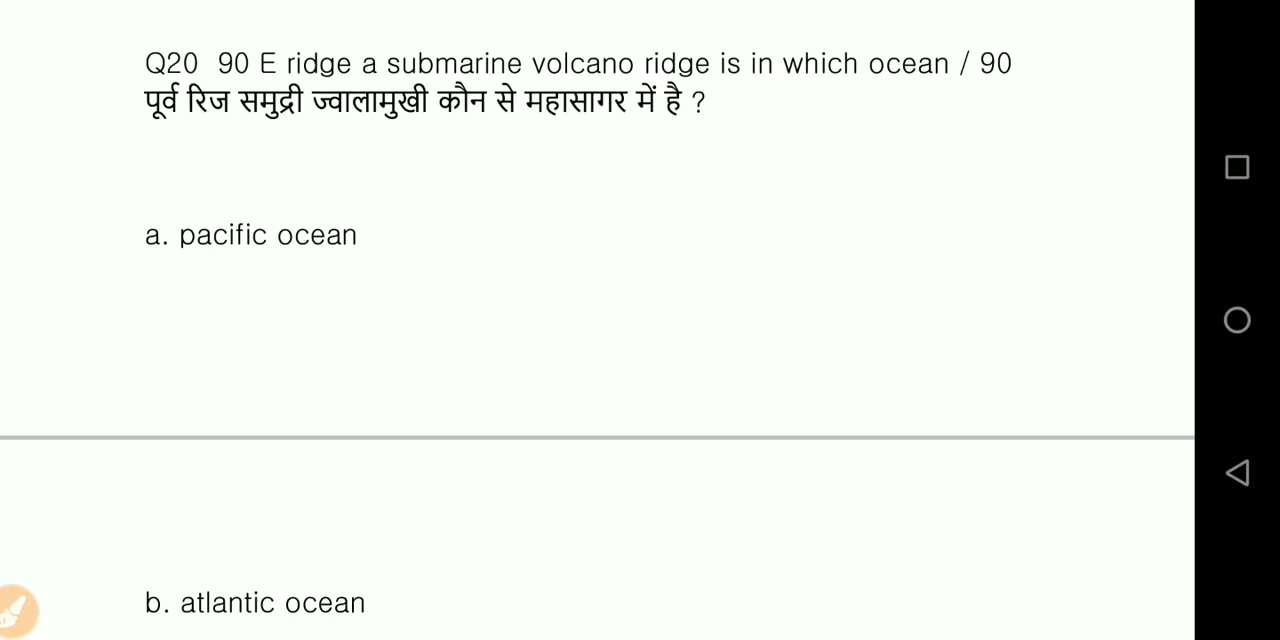 Q20 90 E ridge a submarine volcano ridge is in which ocean / 90
पूर्व रिज समुद्री ज्वालामुखी कौन से महासागर में है ?
a. pacific ocean
b. atlantic ocean